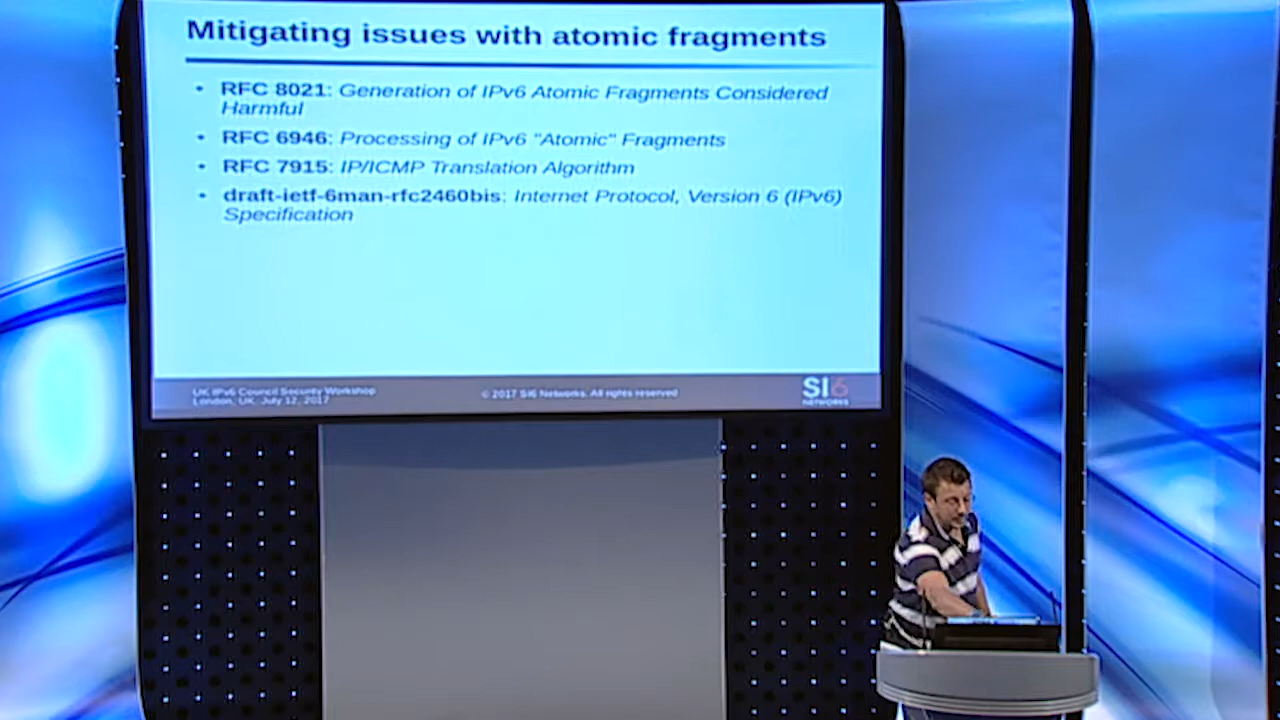 Mitigating issues with atomic fragments
• RFC 8021: Generation of IPv6 Atomic Fragments Considered
Harmful
• RFC 6946: Processing of IPv6 "Atomic" Fragments
• RFC 7915: IP/ICMP Translation Algorithm
• draft-ietf-6man-rfc2460bis: Internet Protocol, Version 6 (IPv6)
Specification
UK IPv6 Council Security Workshop
London, UK. July 12, 2017
© 2017 SI6 Networks. All rights reserved
SI6
NETWORKS